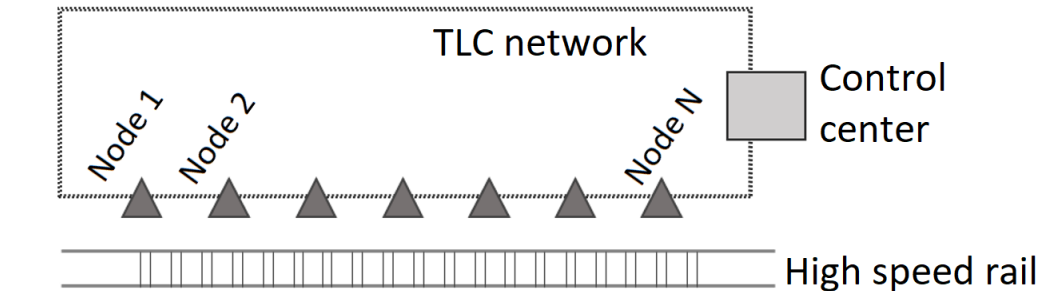 TLC network
Control
center
Node 1
Node 2
Node N
High speed rail